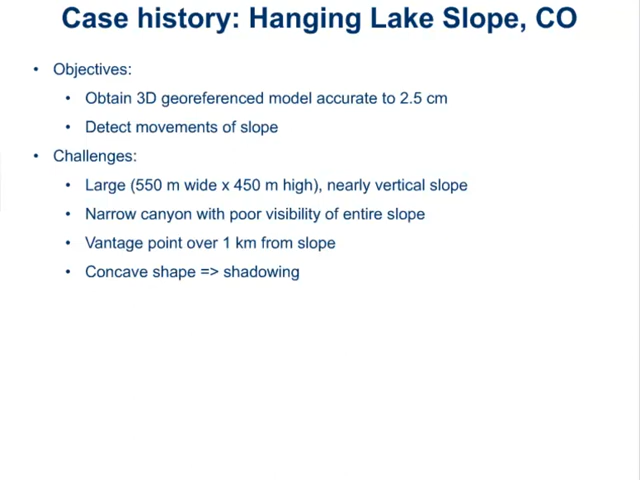 Case history: Hanging Lake Slope, CO
• Objectives:
• Obtain 3D georeferenced model accurate to 2.5 cm
• Detect movements of slope
• Challenges:
• Large (550 m wide x 450 m high), nearly vertical slope
• Narrow canyon with poor visibility of entire slope
• Vantage point over 1 km from slope
• Concave shape => shadowing